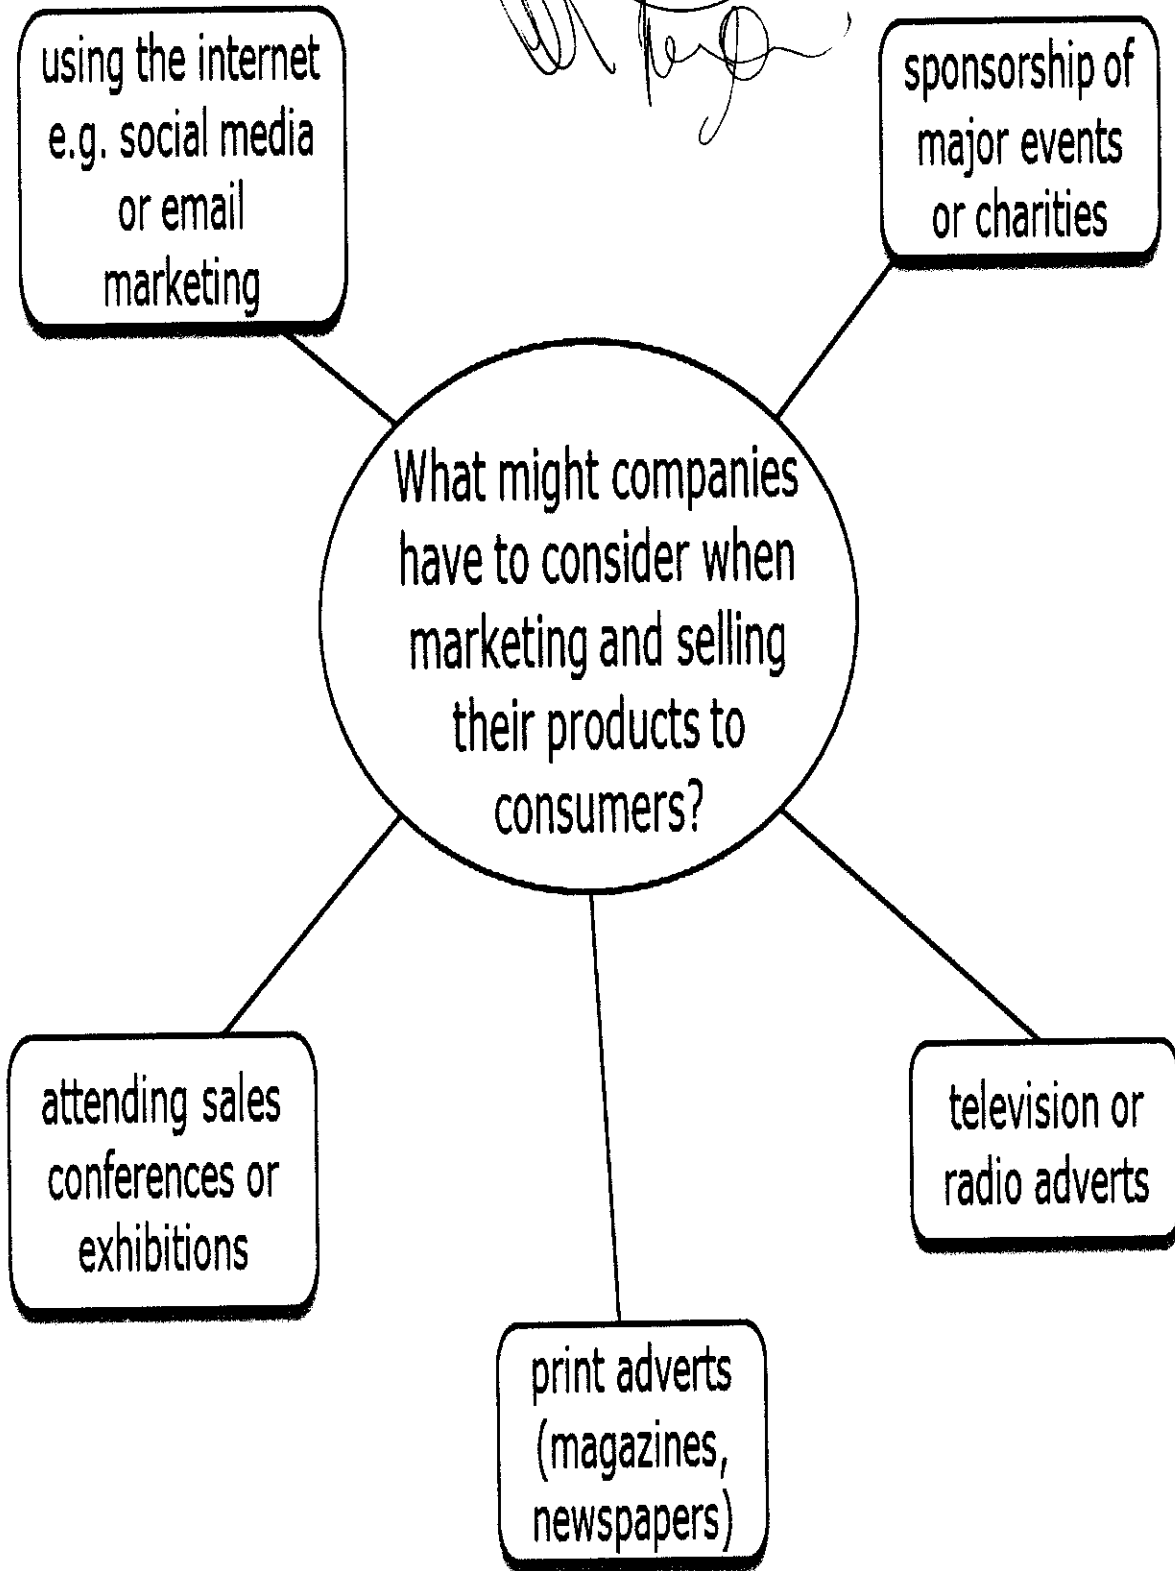 using the internet
e.g. social media
or email
marketing
sponsorship of
major events
or charities
What might companies
have to consider when
marketing and selling
their products to
consumers?
attending sales
conferences or
exhibitions
television or
radio adverts
print adverts
(magazines,
newspapers)